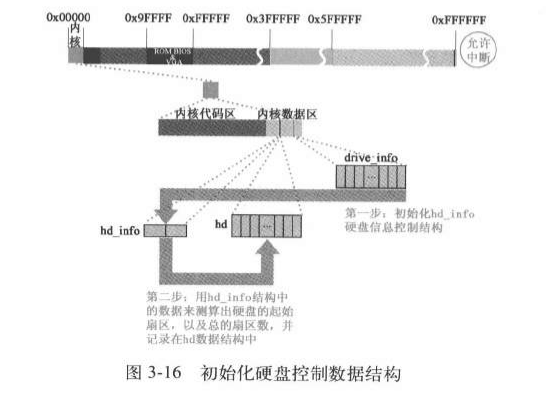 0x00000 0x9FFFF 0xFFFFF 0x3FFFFF 0x5FFFFF 0xFFFFFF
内核
ROM BIOS
&
VGA
允许
中断
内核代码区 内核数据区
drive_info
第一步：初始化hd_info
硬盘信息控制结构
hd_info
hd
第二步：用hd_info结构中
的数据来测算出硬盘的起始
扇区，以及总的扇区数，并
记录在hd数据结构中
图 3-16 初始化硬盘控制数据结构